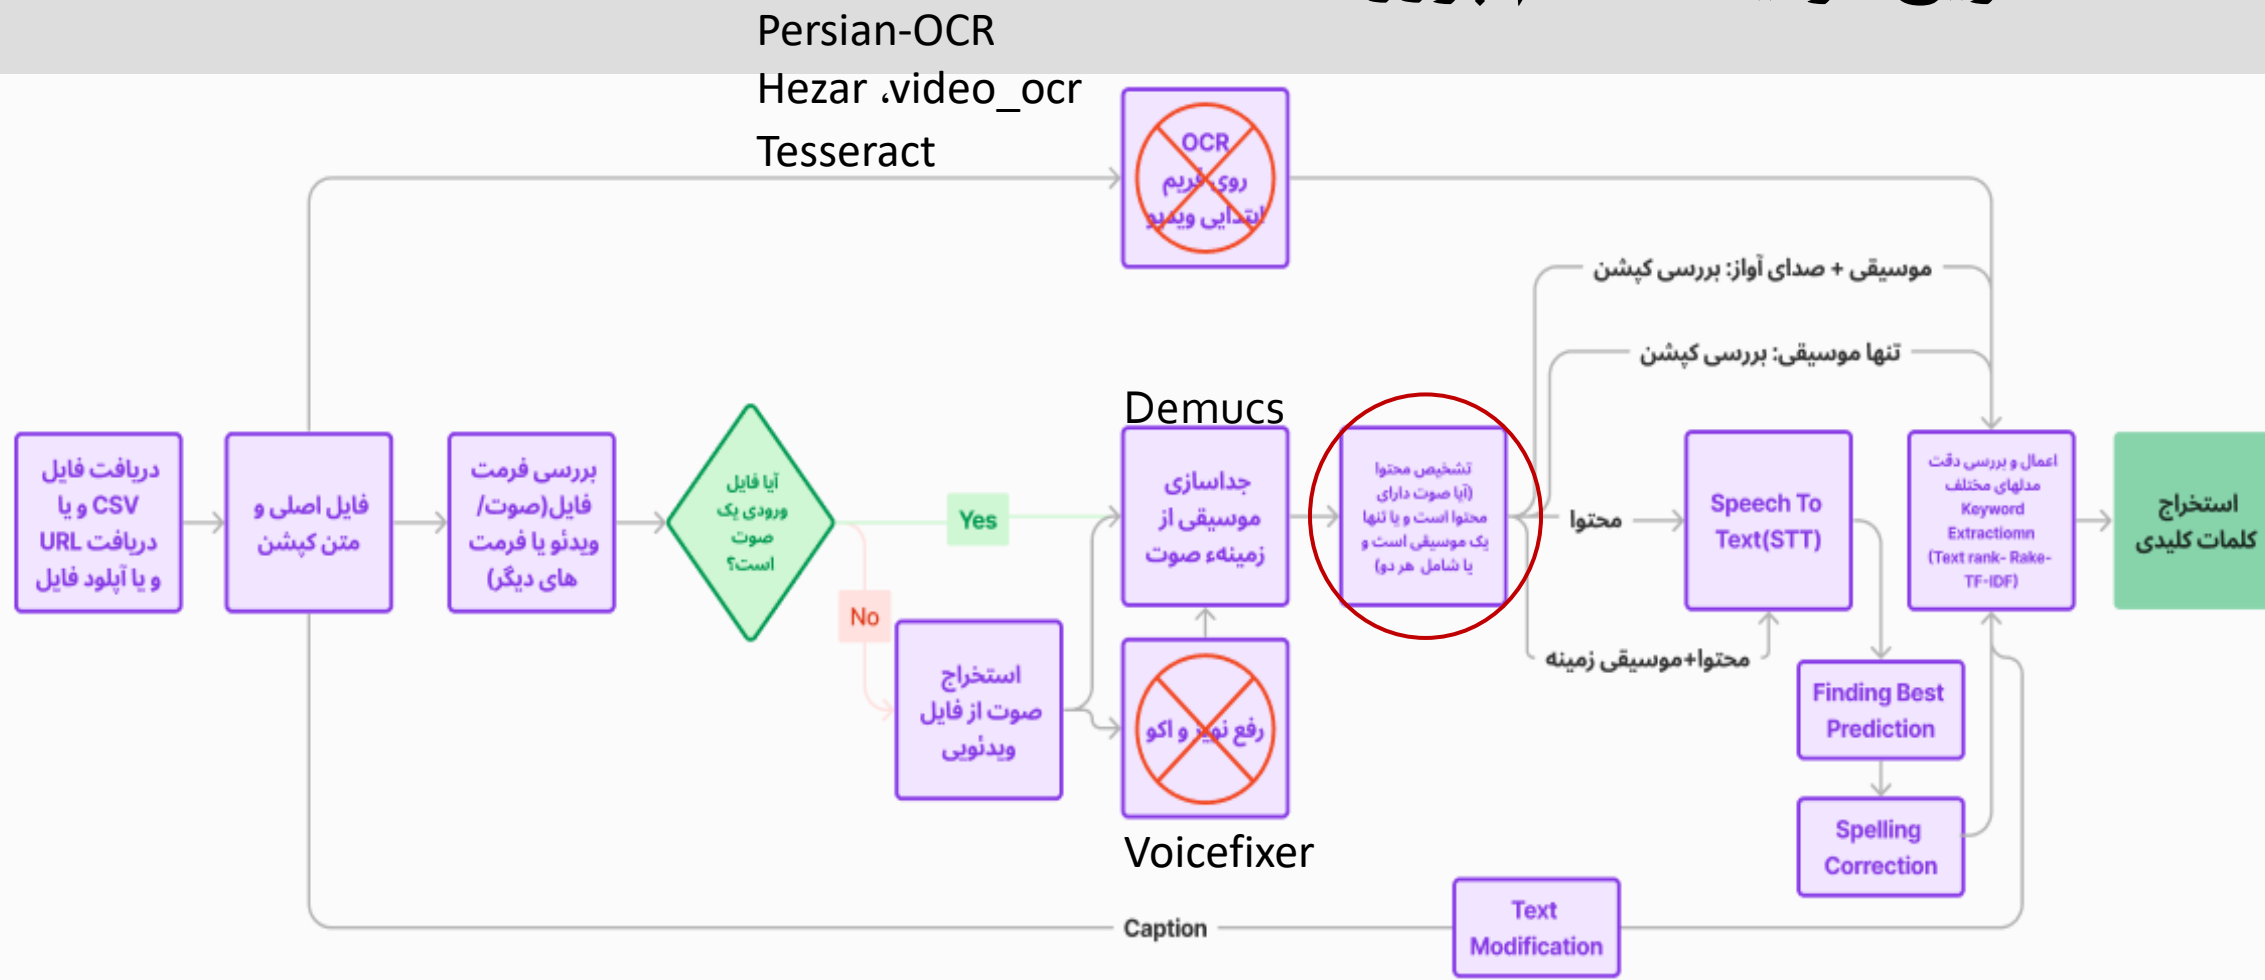 Persian-OCR
Hezar ،video_ocr
Tesseract
OCR
روی فریم
ابتدایی ویدیو
موسیقی + صدای آواز: بررسی کپشن
تنها موسیقی: بررسی کپشن
دریافت فایل
CSV و یا
دریافت URL
و یا آپلود فایل
فایل اصلی و
متن کپشن
بررسی فرمت
فایل(صوت/
ویدئو یا فرمت
های دیگر)
آیا فایل
ورودی یک
صوت
است؟
Yes
No
استخراج
صوت از فایل
ویدئویی
Demucs
جداسازی
موسیقی از
زمینهء صوت
رفع نویز و اکو
Voicefixer
تشخیص محتوا
(آیا صوت دارای
محتوا است و یا تنها
یک موسیقی است و
یا شامل هر دو)
محتوا
محتوا+موسیقی زمینه
Speech To
Text(STT)
Finding Best
Prediction
Spelling
Correction
اعمال و بررسی دقت
مدلهای مختلف
Keyword
Extractiomn
(Text rank- Rake-
TF-IDF)
استخراج
کلمات کلیدی
Caption
Text
Modification